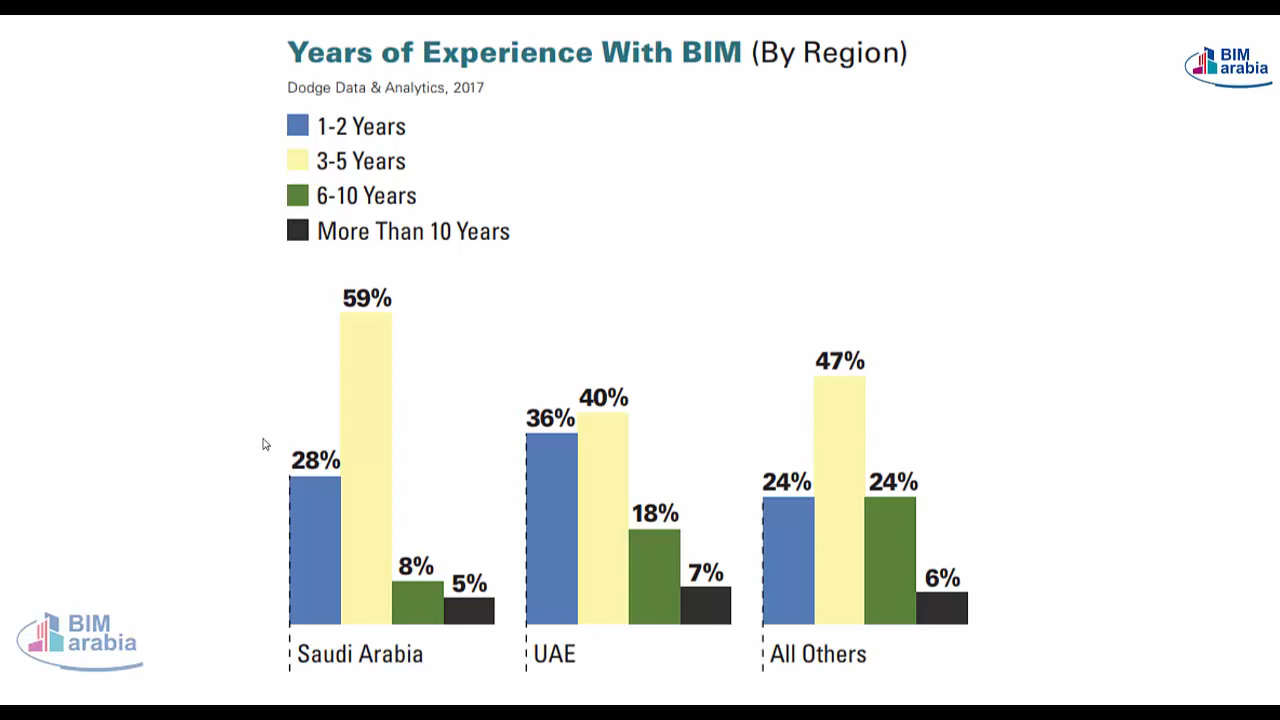 Years of Experience With BIM (By Region)
Dodge Data & Analytics, 2017
BIM
arabia
1-2 Years
3-5 Years
6-10 Years
More Than 10 Years
59%
47%
40%
36%
28%
24%
24%
18%
8%
5%
7%
6%
BIM
arabia
Saudi Arabia
UAE
All Others